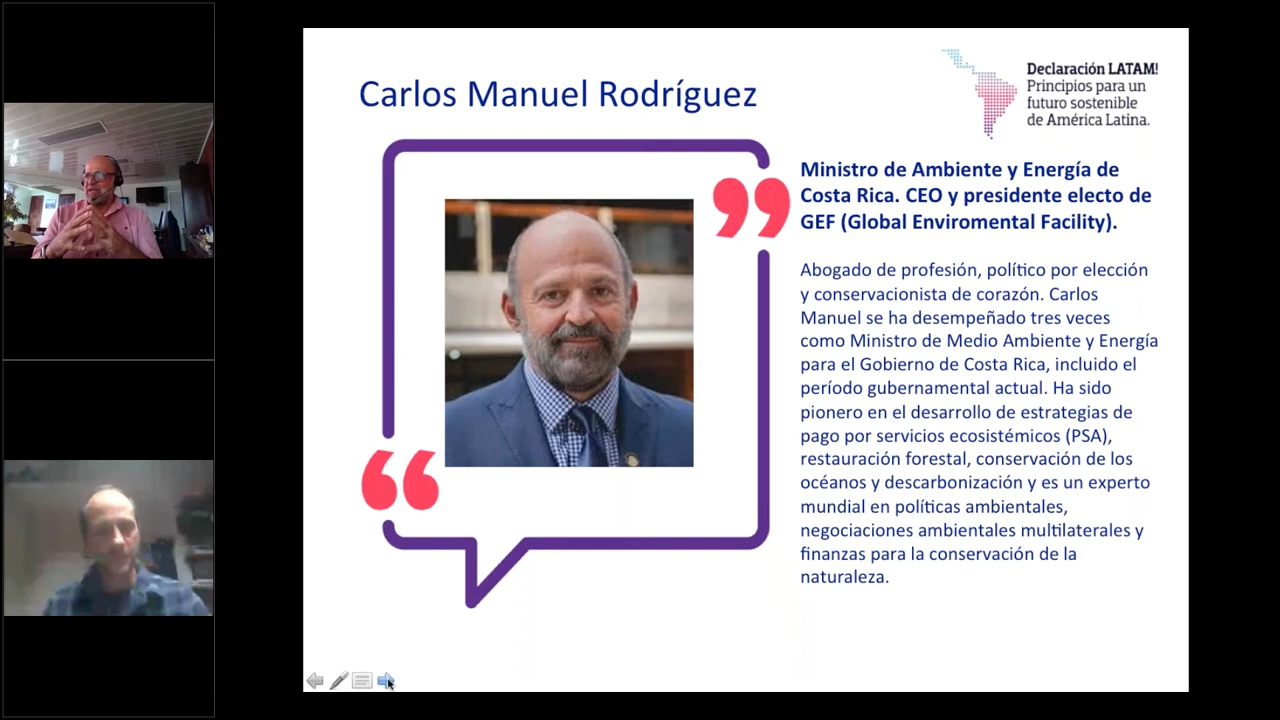 Carlos Manuel Rodríguez
Declaración LATAM!
Principios para un
futuro sostenible
de América Latina.
Ministro de Ambiente y Energía de
Costa Rica. CEO y presidente electo de
GEF (Global Enviromental Facility).
Abogado de profesión, político por elección
y conservacionista de corazón. Carlos
Manuel se ha desempeñado tres veces
como Ministro de Medio Ambiente y Energía
para el Gobierno de Costa Rica, incluido el
período gubernamental actual. Ha sido
pionero en el desarrollo de estrategias de
pago por servicios ecosistémicos (PSA),
restauración forestal, conservación de los
océanos y descarbonización y es un experto
mundial en políticas ambientales,
negociaciones ambientales multilaterales y
finanzas para la conservación de la
naturaleza.